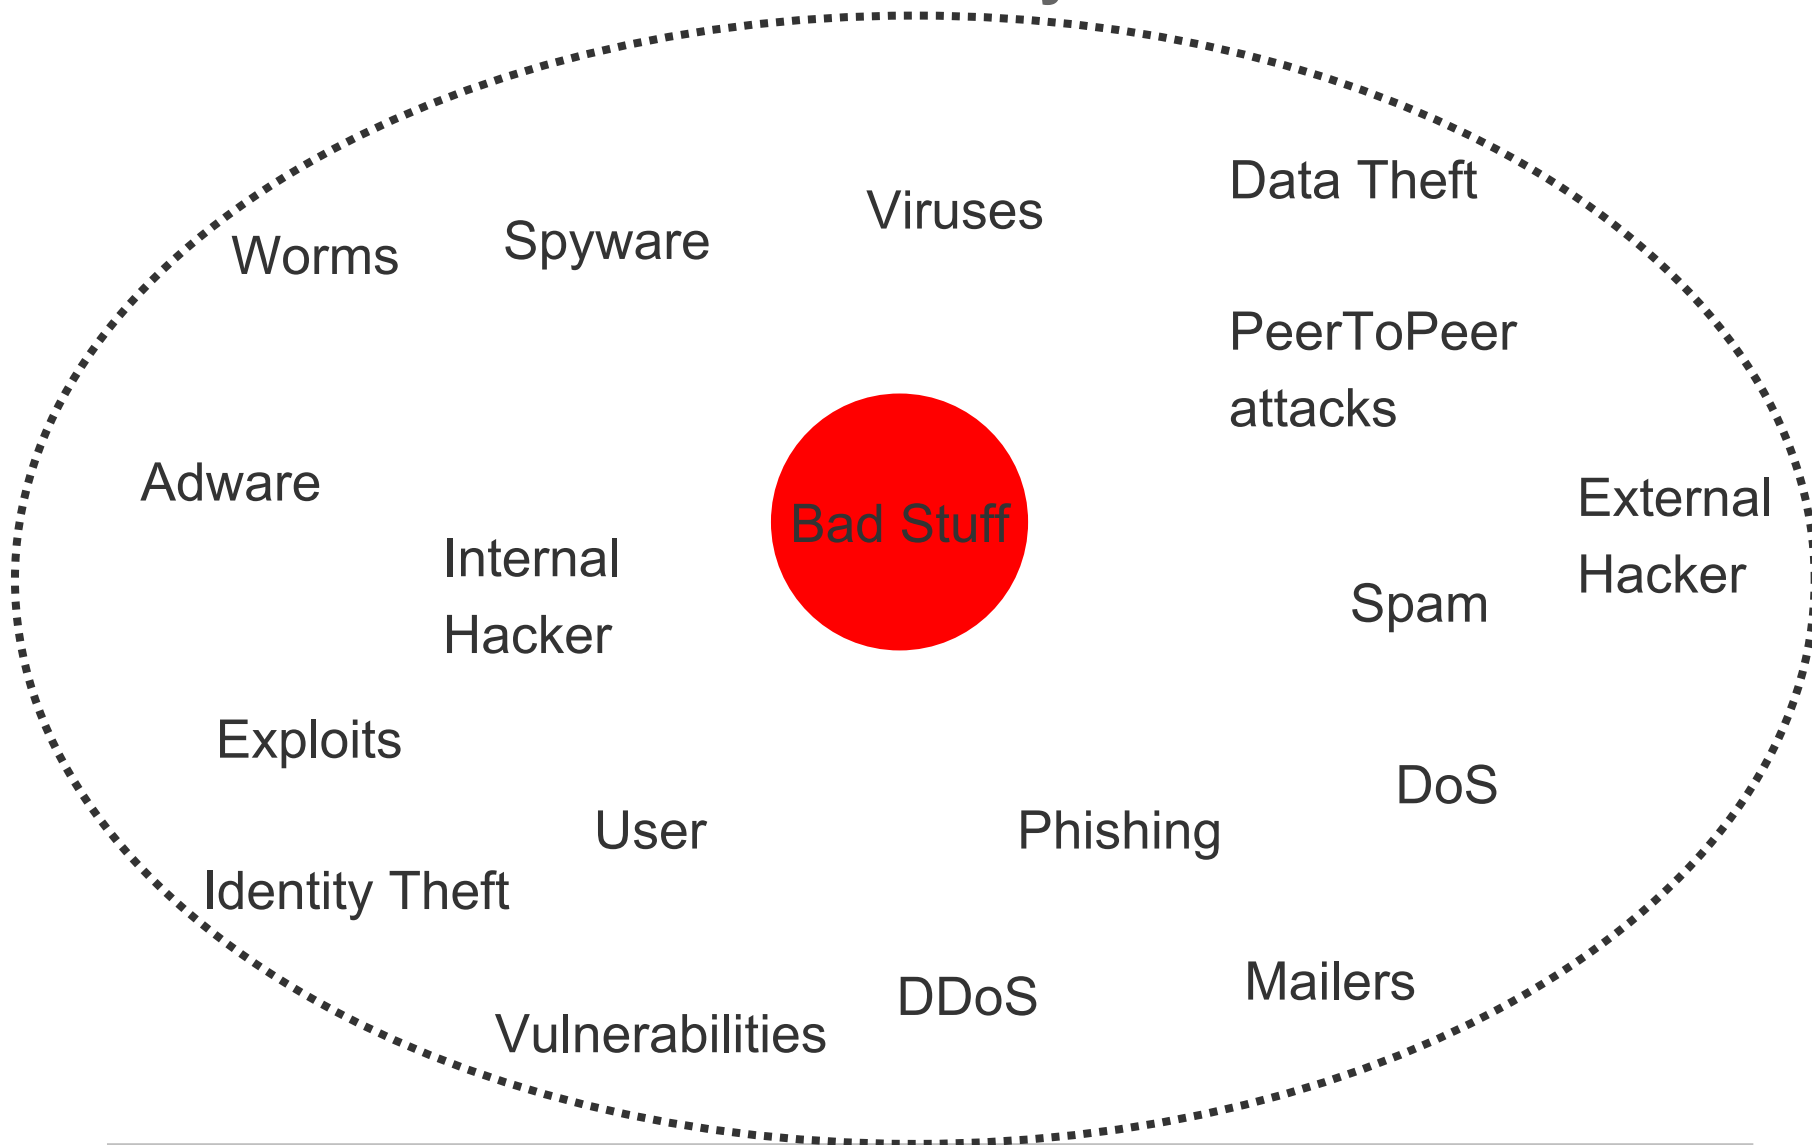 Data Theft
Viruses
Spyware
Worms
PeerToPeer
attacks
Adware
Bad Stuff
External
Hacker
Internal
Hacker
Spam
Exploits
DoS
User
Phishing
Identity Theft
Mailers
DDoS
Vulnerabilities